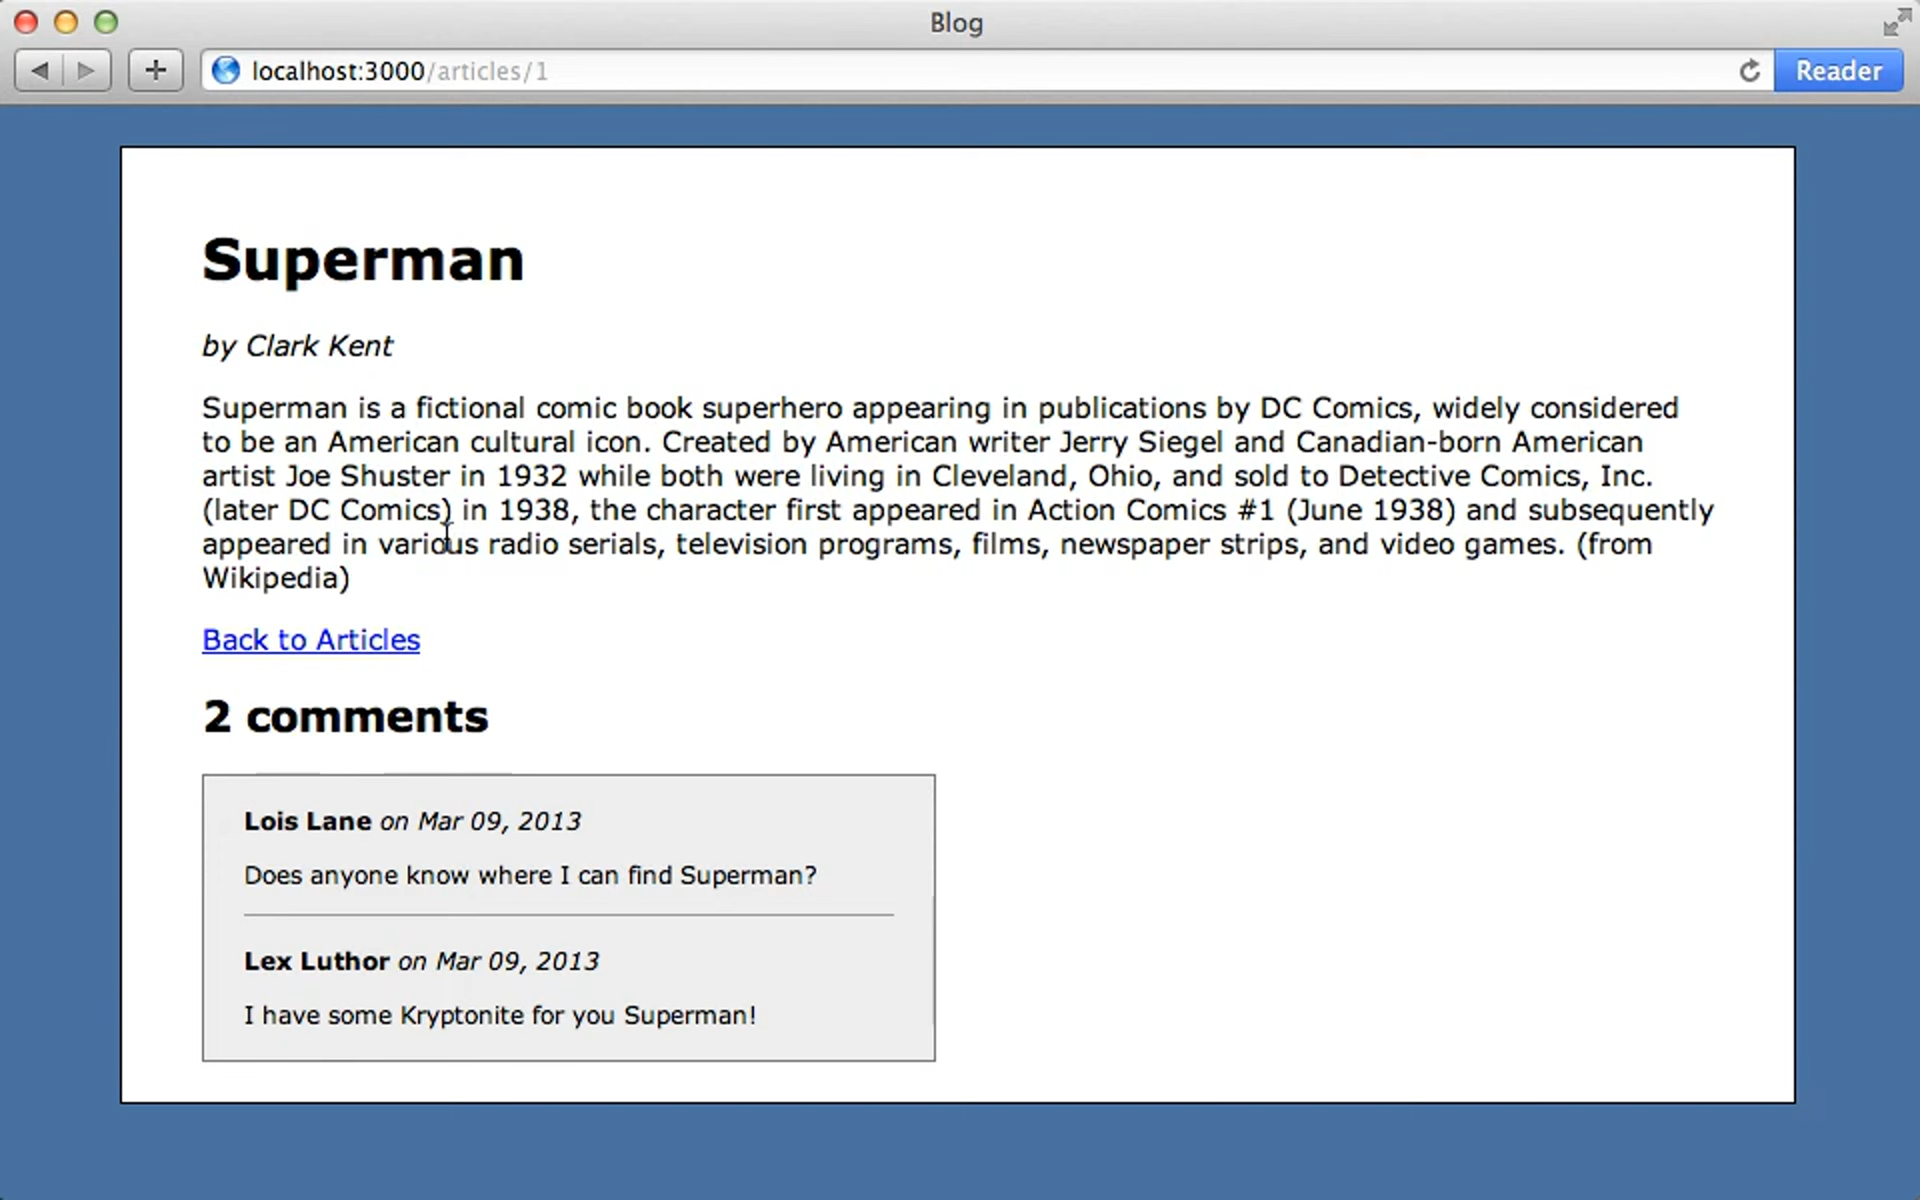 Blog
localhost:3000/articles/1
Reader
Superman
by Clark Kent
Superman is a fictional comic book superhero appearing in publications by DC Comics, widely considered
to be an American cultural icon. Created by American writer Jerry Siegel and Canadian-born American
artist Joe Shuster in 1932 while both were living in Cleveland, Ohio, and sold to Detective Comics, Inc.
(later DC Comics) in 1938, the character first appeared in Action Comics #1 (June 1938) and subsequently
appeared in various radio serials, television programs, films, newspaper strips, and video games. (from
Wikipedia)
Back to Articles
2 comments
Lois Lane on Mar 09, 2013
Does anyone know where I can find Superman?
Lex Luthor on Mar 09, 2013
I have some Kryptonite for you Superman!